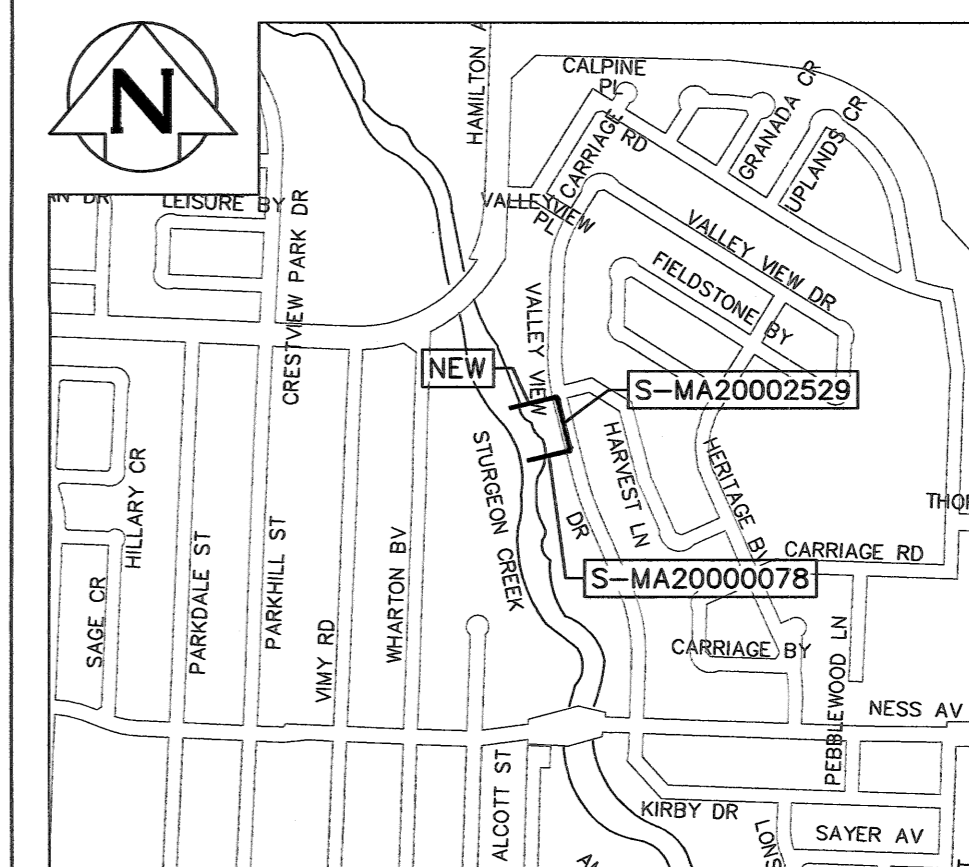 N
HAMILTON A
CALPINE
PL
GRANADA CR
UPLANDS CR
CARRIAGE
RD
LEISURE BY
VALLEYVIEW
PL
CRESTVIEW PARK DR
VALLEY VIEW DR
FIELDSTONE BY
VALLEY VIEW
DR
NEW
S-MA20002529
STURGEON CREEK
HARVEST LN
HERITAGE BY
HILLARY CR
SAGE CR
PARKDALE ST
PARKHILL ST
VIMY RD
WHARTON BV
CARRIAGE RD
S-MA20000078
CARRIAGE BY
PEBBLEWOOD LN
NESS AV
ALCOTT ST
KIRBY DR
SAYER AV
LONS